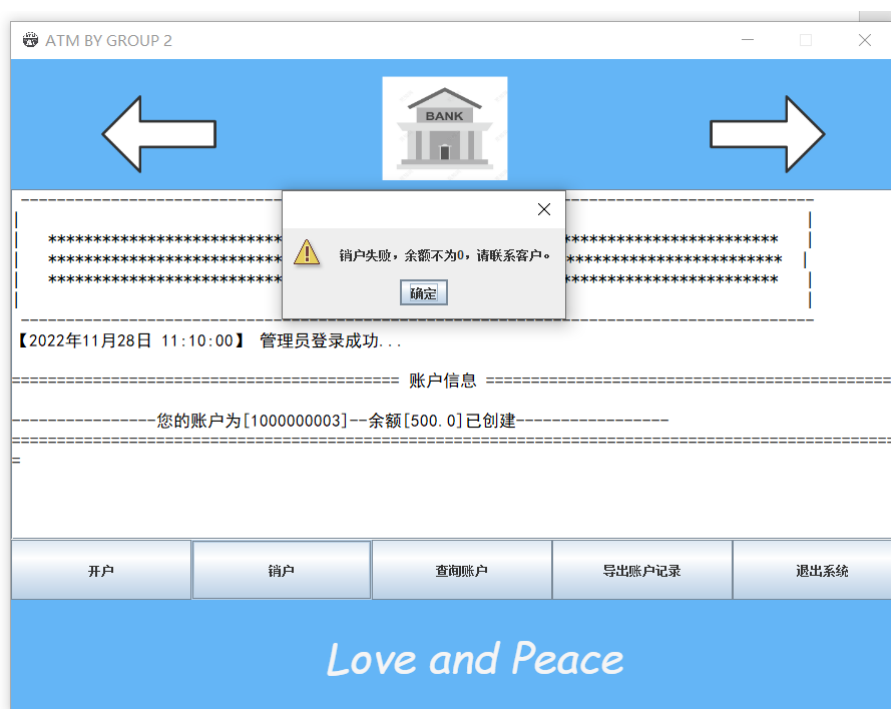 ATM BY GROUP 2
BANK
销户失败，余额不为0，请联系客户。
确定
【2022年11月28日 11:10:00】 管理员登录成功...
======================================= 账户信息 =======================================
----------------您的账户为[1000000003]--余额[500.0]已创建-----------------
开户
销户
查询账户
导出账户记录
退出系统
Love and Peace